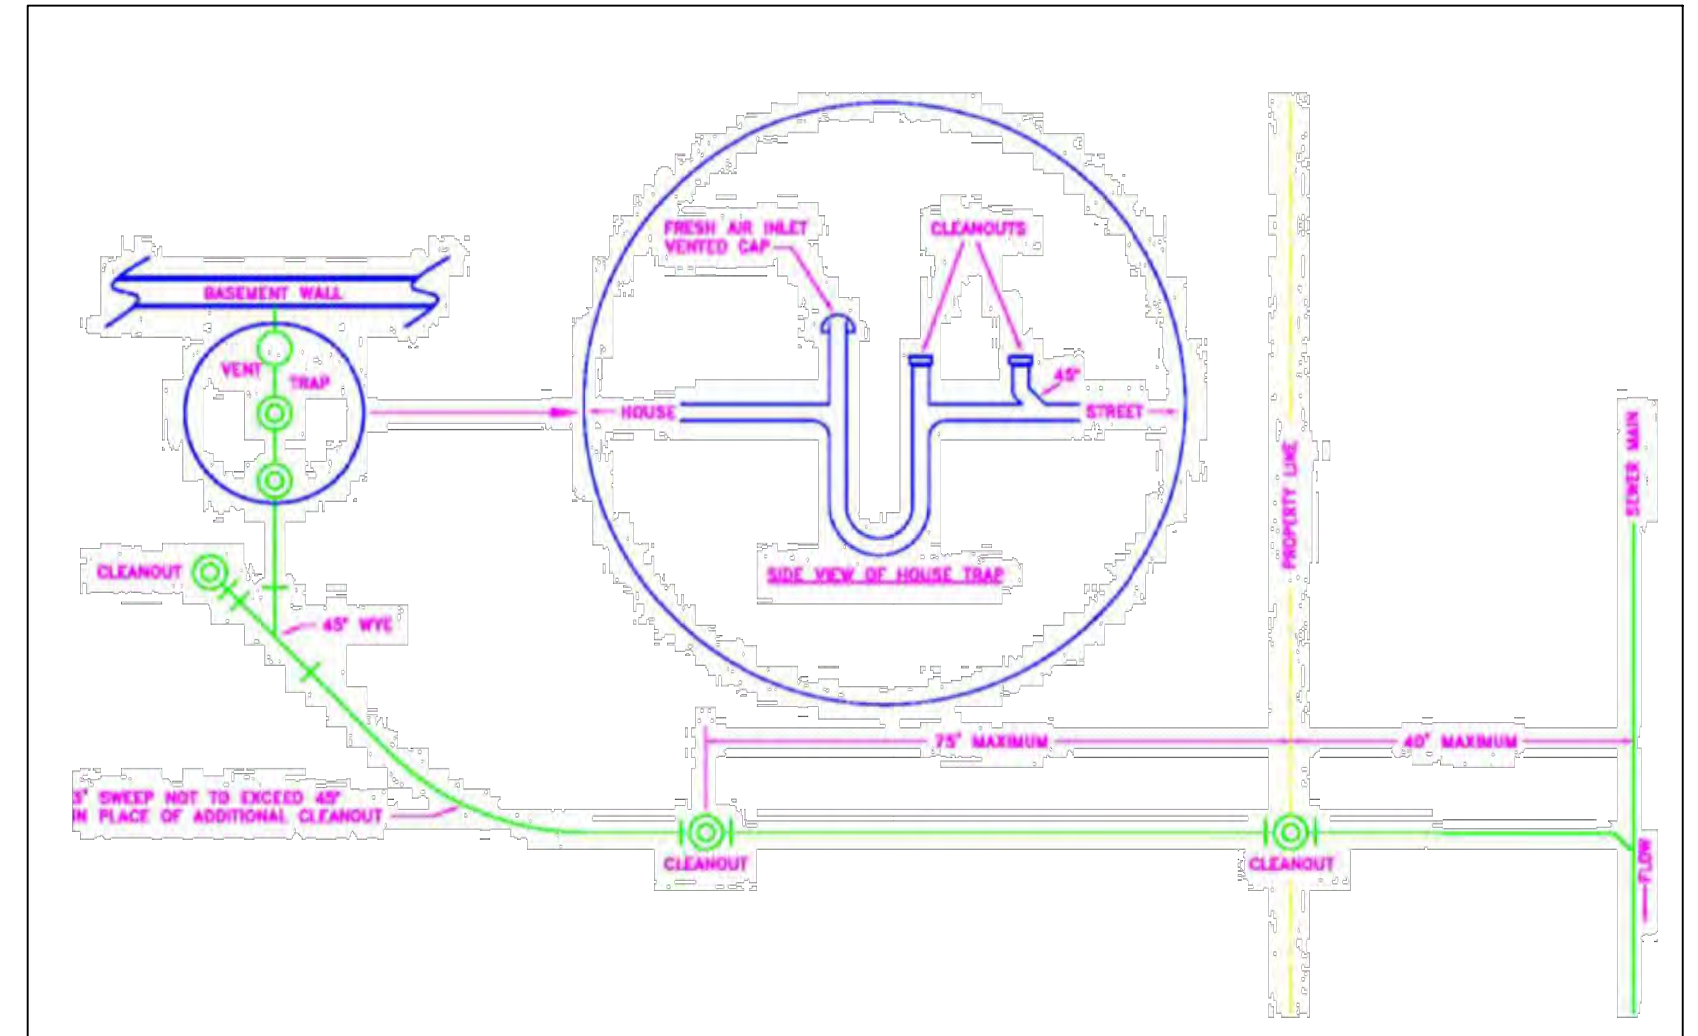 FRESH AIR INLET
VENTED CAP
CLEANOUTS
BASEMENT WALL
VENT
TRAP
45°
HOUSE
STREET
SEWER MAIN
PROPERTY LINE
CLEANOUT
SIDE VIEW OF HOUSE TRAP
45° WYE
75' MAXIMUM
40' MAXIMUM
SWEEP NOT TO EXCEED 45°
IN PLACE OF ADDITIONAL CLEANOUT
CLEANOUT
CLEANOUT
FLOW